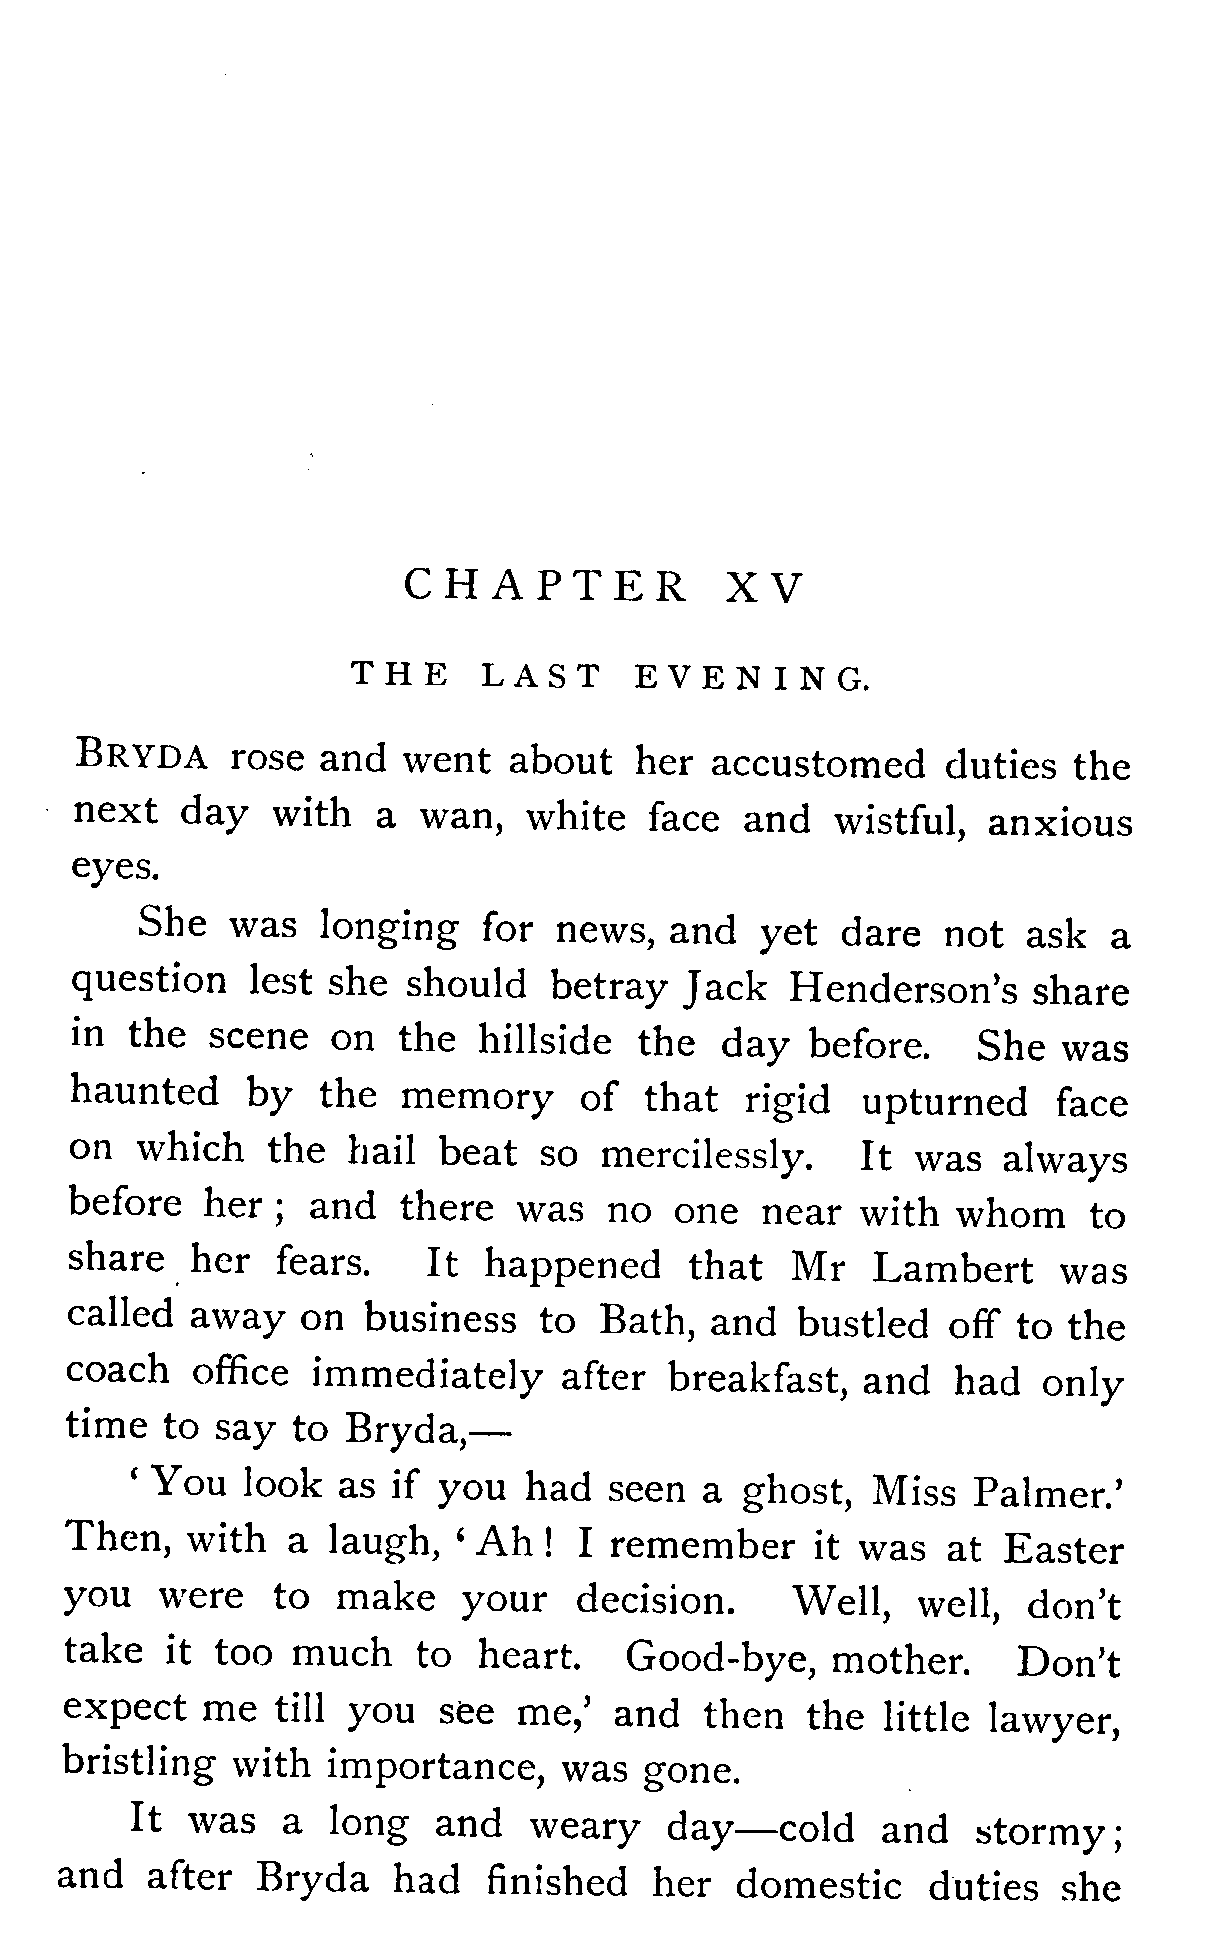 CHAPTER XV
THE LAST EVENING.
BRYDA rose and went about her accustomed duties the
next day with a wan, white face and wistful, anxious
eyes.
She was longing for news, and yet dare not ask a
question lest she should betray Jack Henderson's share
in the scene on the hillside the day before. She was
haunted by the memory of that rigid upturned face
on which the hail beat so mercilessly. It was always
before her; and there was no one near with whom to
share her fears. It happened that Mr Lambert was
called away on business to Bath, and bustled off to the
coach office immediately after breakfast, and had only
time to say to Bryda,—
‘You look as if you had seen a ghost, Miss Palmer.’
Then, with a laugh, ‘Ah! I remember it was at Easter
you were to make your decision. Well, well, don't
take it too much to heart. Good-bye, mother. Don't
expect me till you see me,’ and then the little lawyer,
bristling with importance, was gone.
It was a long and weary day—cold and stormy;
and after Bryda had finished her domestic duties she